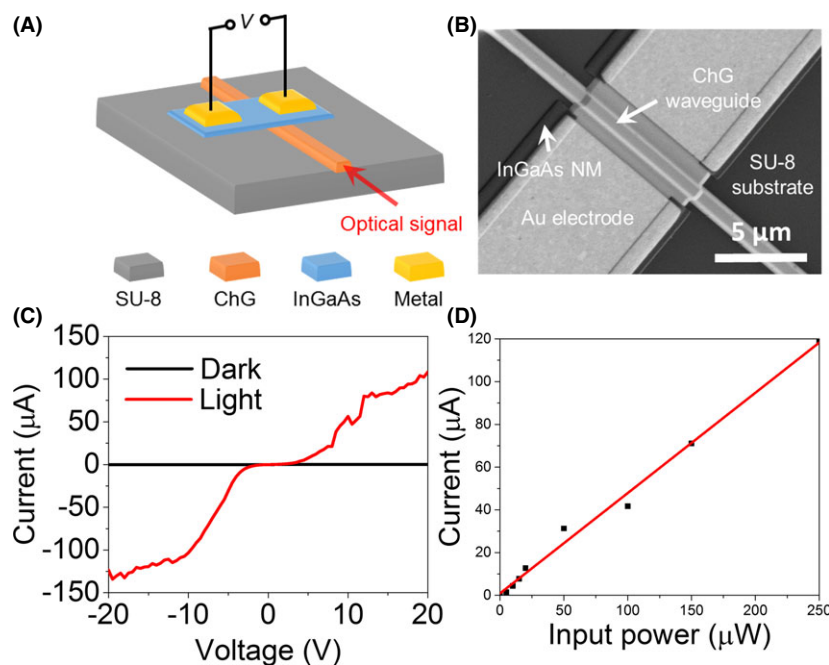 (A)
V
Optical signal
SU-8 ChG InGaAs Metal
(B)
ChG
waveguide
InGaAs NM
SU-8
substrate
Au electrode
5 μm
(C)
150
100
50
0
-50
-100
-150
Current (μA)
Dark
Light
-20 -10 0 10 20
Voltage (V)
(D)
120
100
80
60
40
20
0
Current (μA)
0 50 100 150 200 250
Input power (μW)